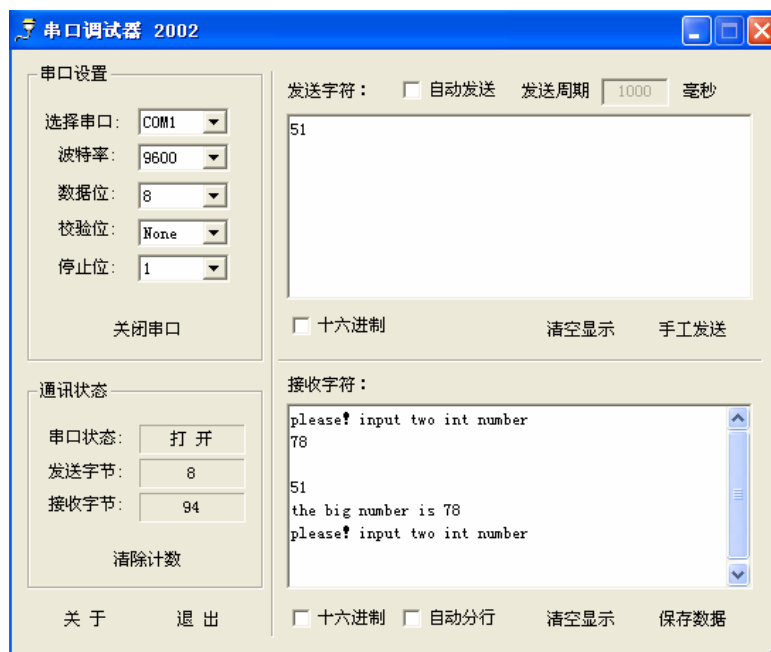 串口调试器 2002
串口设置
选择串口: COM1
波特率: 9600
数据位: 8
校验位: None
停止位: 1
关闭串口
通讯状态
串口状态: 打 开
发送字节: 8
接收字节: 94
清除计数
关 于 退 出
发送字符: 自动发送 发送周期 1000 毫秒
51
十六进制 清空显示 手工发送
接收字符:
please! input two int number
78
51
the big number is 78
please! input two int number
十六进制 自动分行 清空显示 保存数据